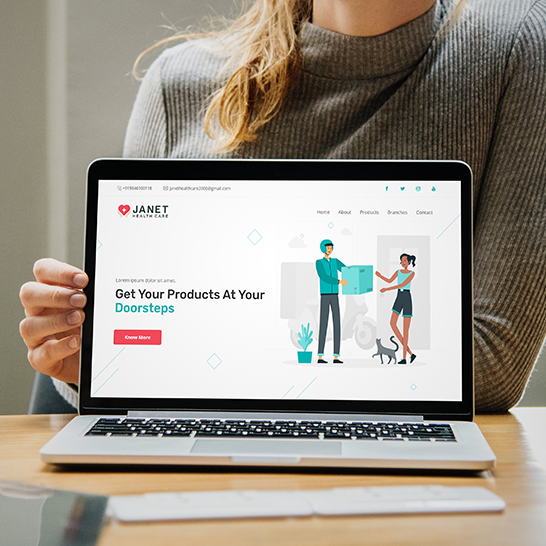 +919846100118 janethealthcare2000@gmail.com
JANET
HEALTH CARE
Home About Products Branches Contact
Lorem ipsum dolor sit amet,
Get Your Products At Your
Doorsteps
Know More